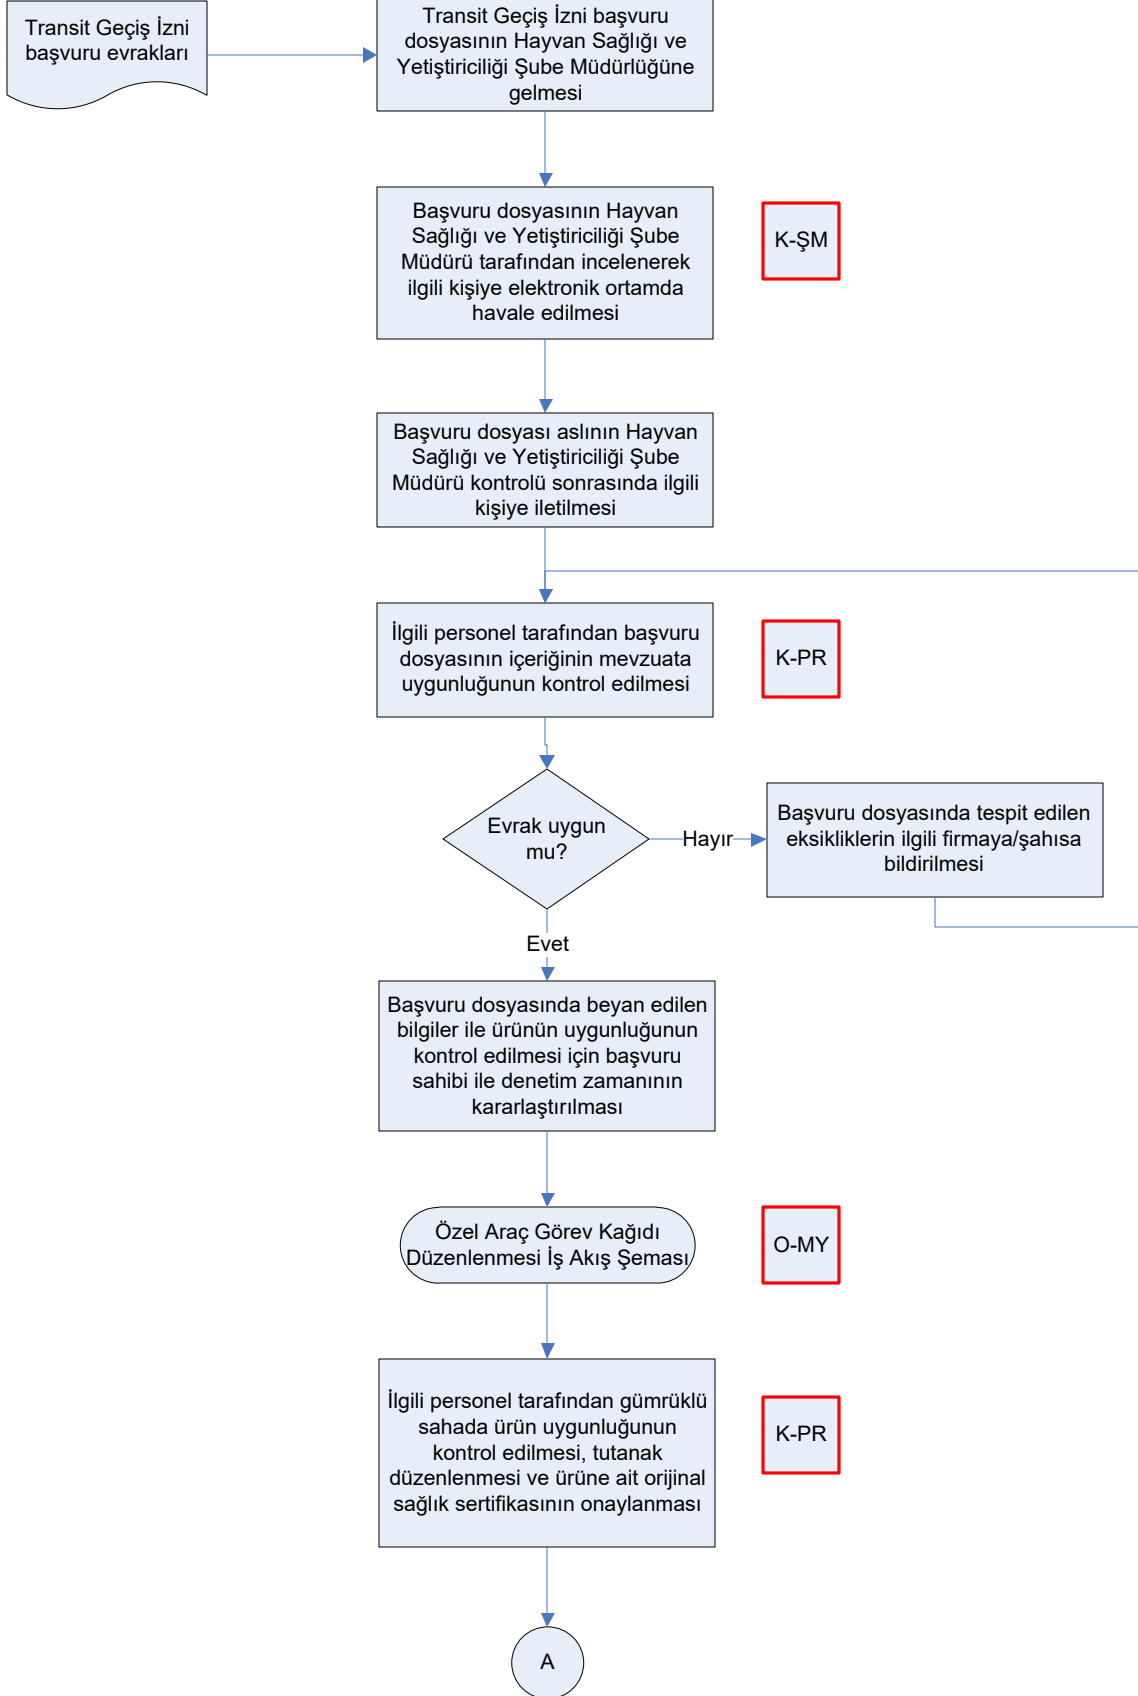 Transit Geçiş İzni
başvuru evrakları
Transit Geçiş İzni başvuru
dosyasının Hayvan Sağlığı ve
Yetiştiriciliği Şube Müdürlüğüne
gelmesi
Başvuru dosyasının Hayvan
Sağlığı ve Yetiştiriciliği Şube
Müdürü tarafından incelenerek
ilgili kişiye elektronik ortamda
havale edilmesi
K-ŞM
Başvuru dosyası aslının Hayvan
Sağlığı ve Yetiştiriciliği Şube
Müdürü kontrolü sonrasında ilgili
kişiye iletilmesi
İlgili personel tarafından başvuru
dosyasının içeriğinin mevzuata
uygunluğunun kontrol edilmesi
K-PR
Evrak uygun
mu?
Hayır
Başvuru dosyasında tespit edilen
eksikliklerin ilgili firmaya/şahısa
bildirilmesi
Evet
Başvuru dosyasında beyan edilen
bilgiler ile ürünün uygunluğunun
kontrol edilmesi için başvuru
sahibi ile denetim zamanının
kararlaştırılması
Özel Araç Görev Kağıdı
Düzenlenmesi İş Akış Şeması
O-MY
İlgili personel tarafından gümrüklü
sahada ürün uygunluğunun
kontrol edilmesi, tutanak
düzenlenmesi ve ürüne ait orijinal
sağlık sertifikasının onaylanması
K-PR
A